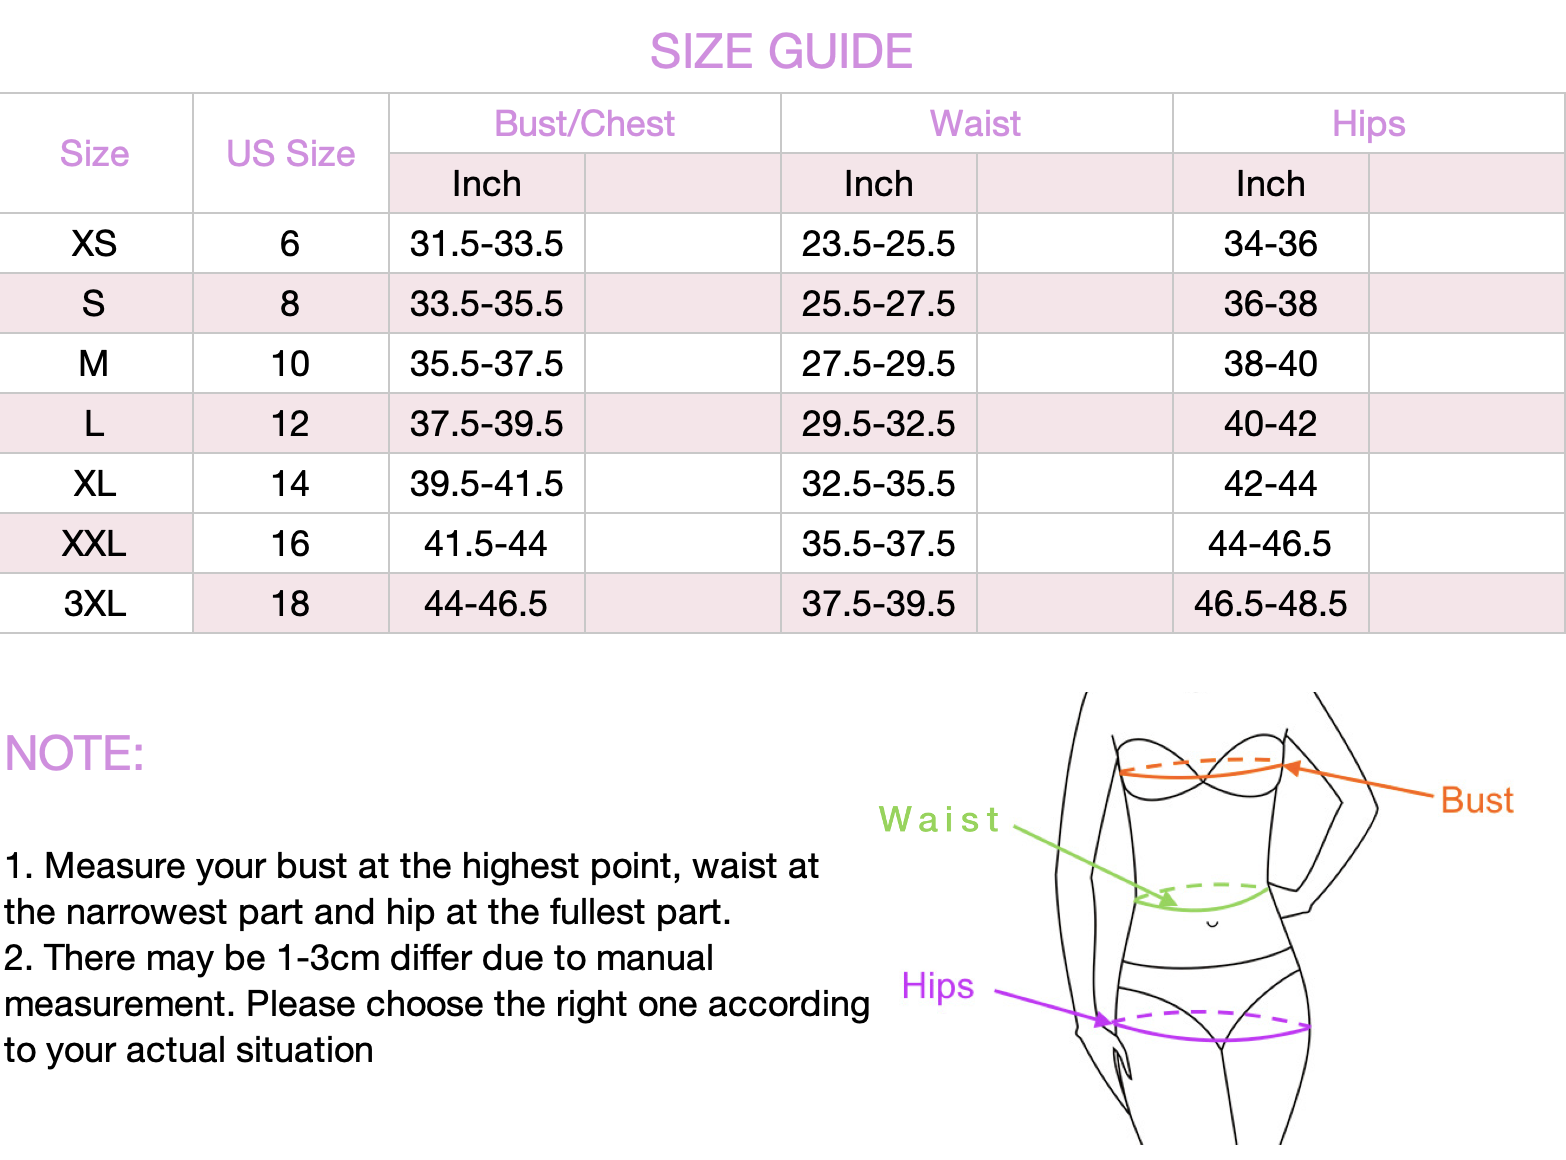 SIZE GUIDE
Size US Size Bust/Chest Waist Hips
Inch Inch Inch
XS 6 31.5-33.5 23.5-25.5 34-36
S 8 33.5-35.5 25.5-27.5 36-38
M 10 35.5-37.5 27.5-29.5 38-40
L 12 37.5-39.5 29.5-32.5 40-42
XL 14 39.5-41.5 32.5-35.5 42-44
XXL 16 41.5-44 35.5-37.5 44-46.5
3XL 18 44-46.5 37.5-39.5 46.5-48.5
NOTE:
1. Measure your bust at the highest point, waist at
the narrowest part and hip at the fullest part.
2. There may be 1-3cm differ due to manual
measurement. Please choose the right one according
to your actual situation
Bust
Waist
Hips